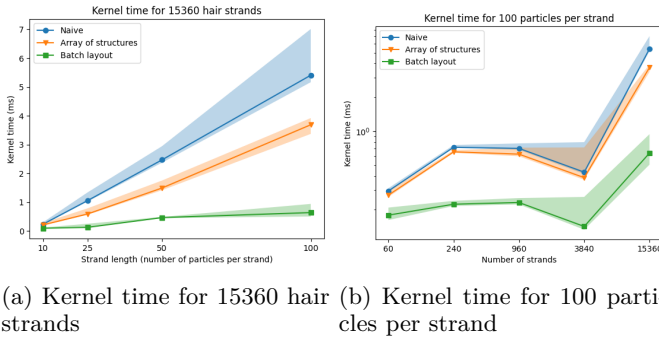 Kernel time for 15360 hair strands
Naive
Array of structures
Batch layout
Kernel time (ms)
7
6
5
4
3
2
1
0
10 25 50 100
Strand length (number of particles per strand)
Kernel time for 100 particles per strand
Naive
Array of structures
Batch layout
Kernel time (ms)
10⁰
60 240 960 3840 15360
Number of strands
(a) Kernel time for 15360 hair
strands
(b) Kernel time for 100 parti
cles per strand